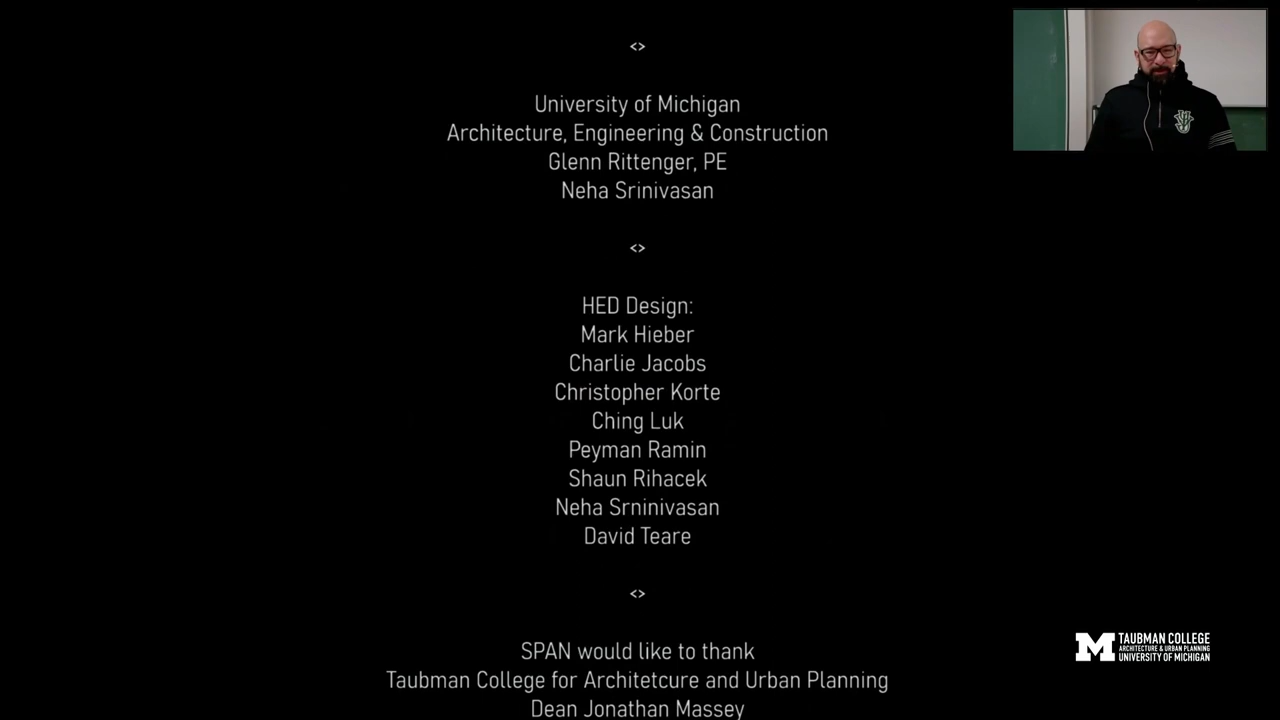 <>
University of Michigan
Architecture, Engineering & Construction
Glenn Rittenger, PE
Neha Srinivasan
<>
HED Design:
Mark Hieber
Charlie Jacobs
Christopher Korte
Ching Luk
Peyman Ramin
Shaun Rihacek
Neha Srninivasan
David Teare
<>
SPAN would like to thank
Taubman College for Architetcure and Urban Planning
Dean Jonathan Massey
M TAUBMAN COLLEGE
ARCHITECTURE & URBAN PLANNING
UNIVERSITY OF MICHIGAN